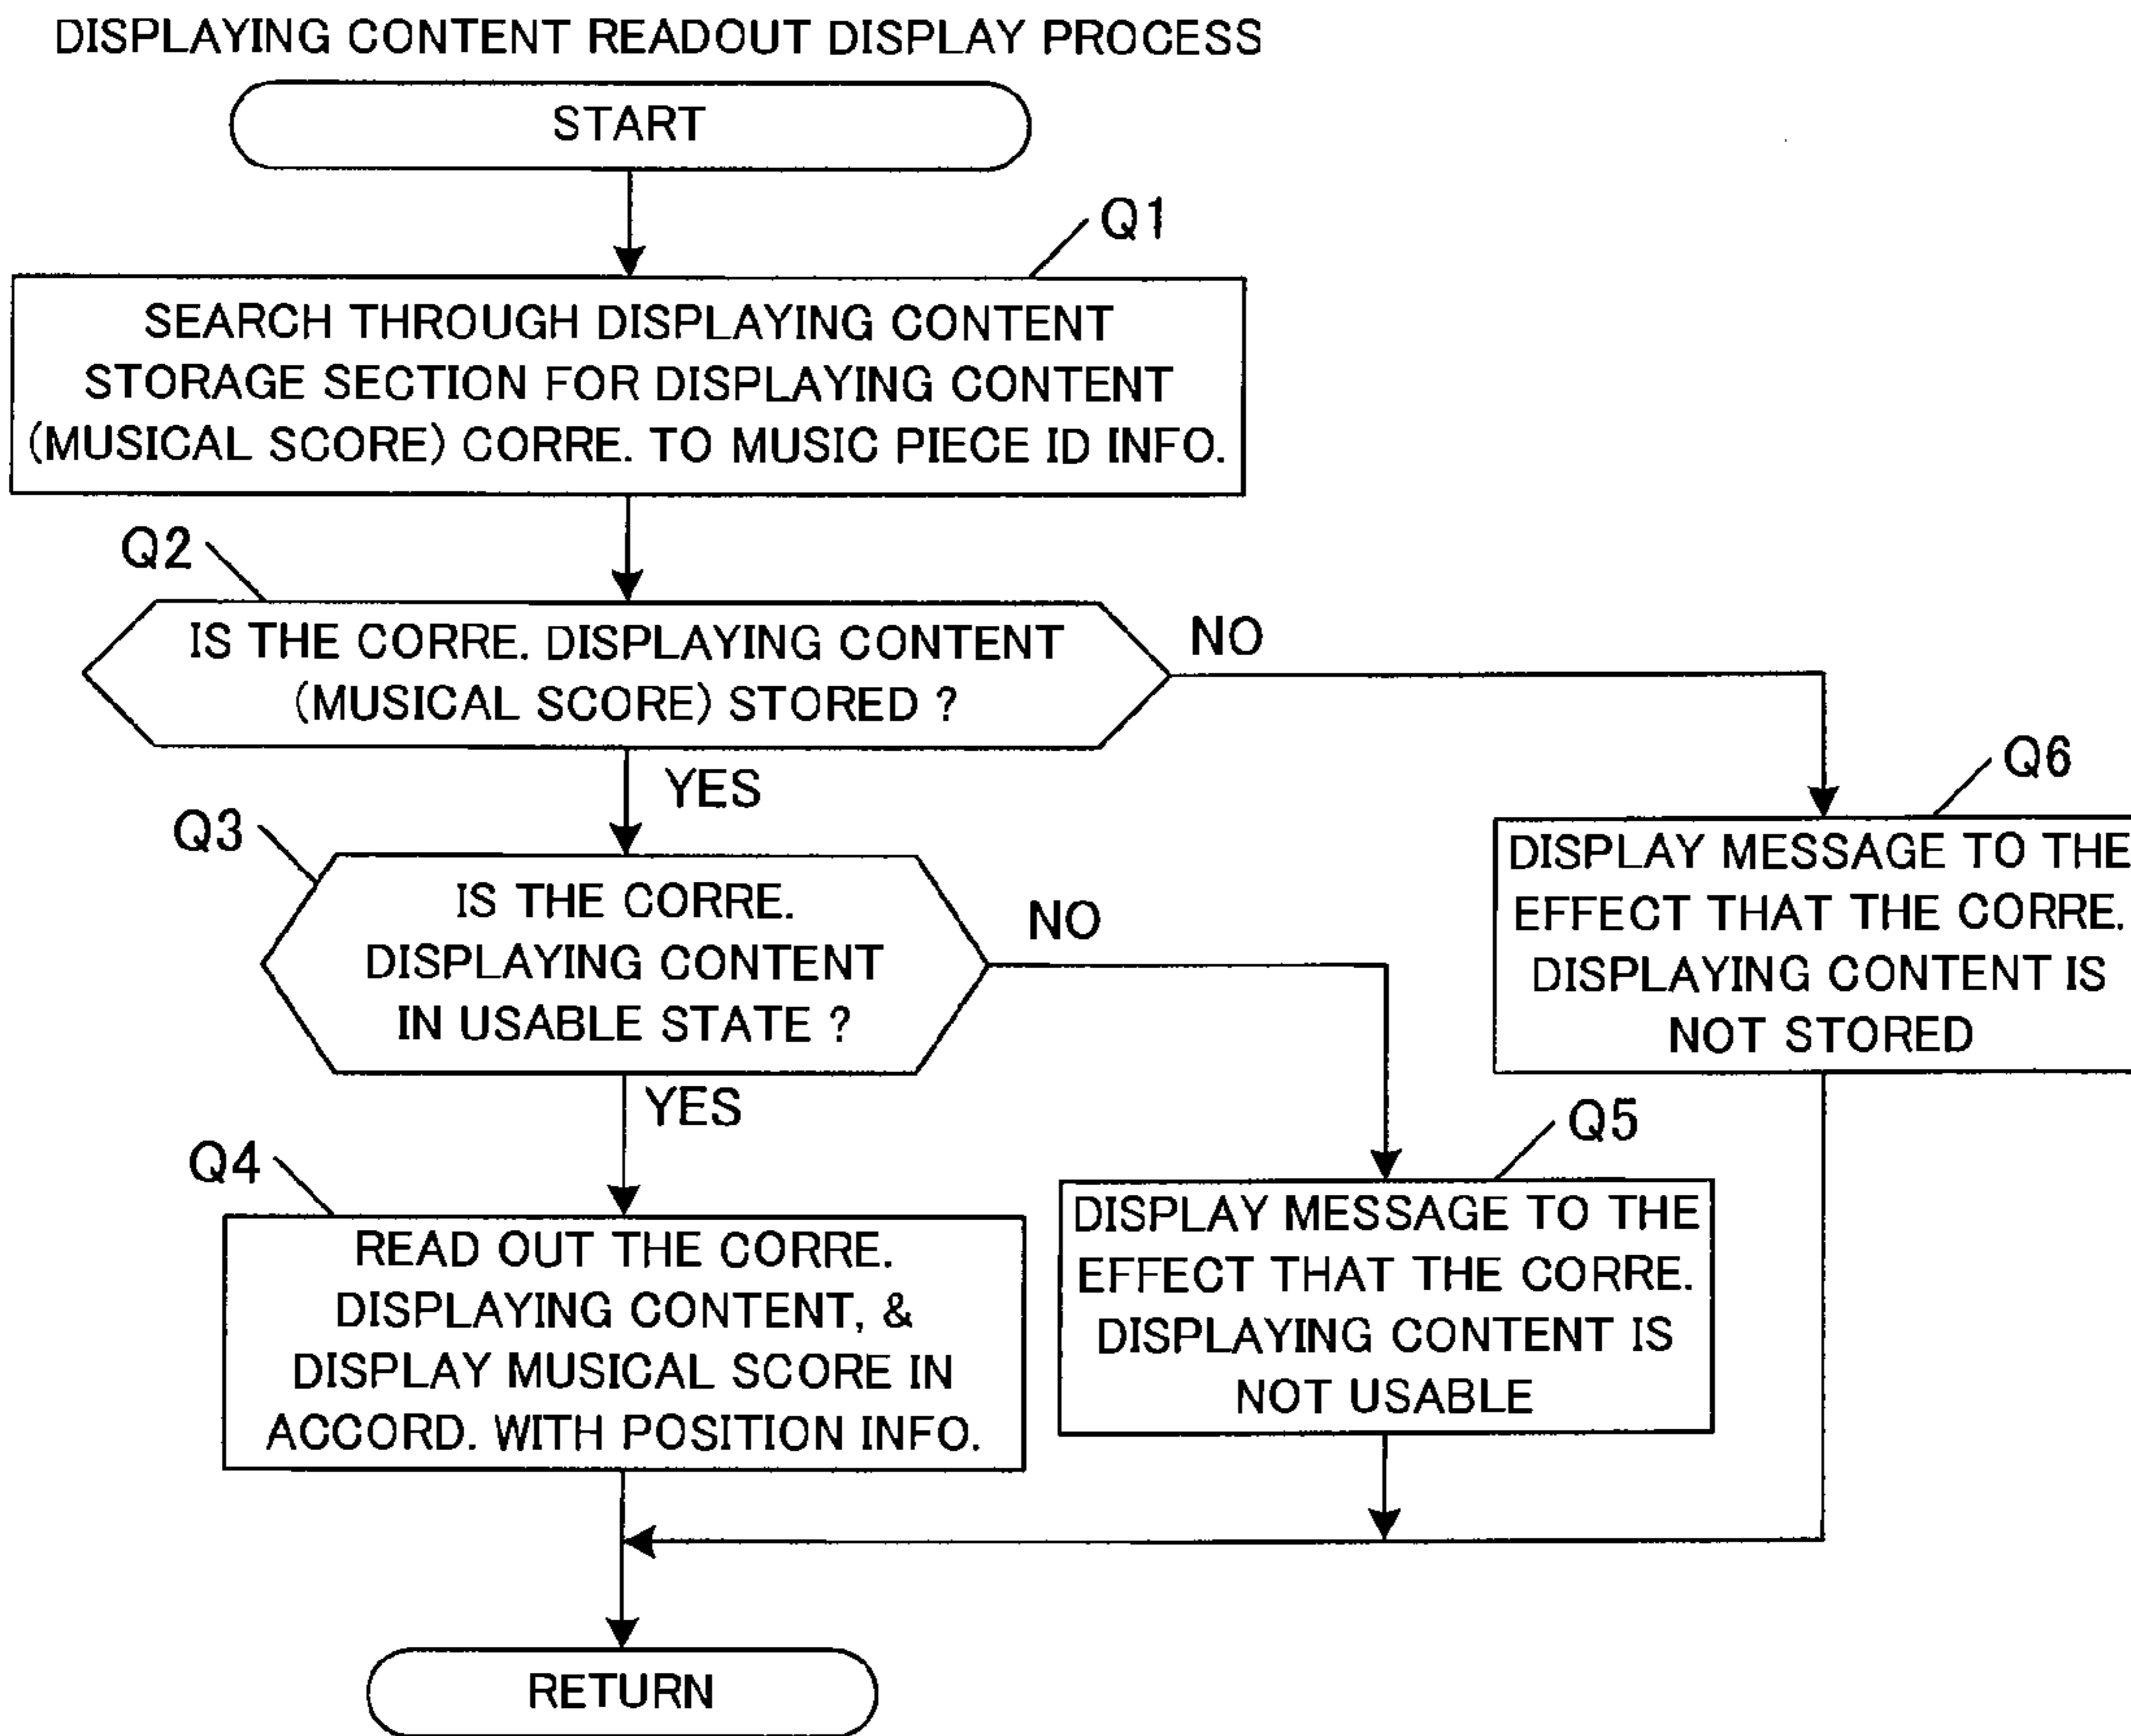 DISPLAYING CONTENT READOUT DISPLAY PROCESS
START
Q1
SEARCH THROUGH DISPLAYING CONTENT
STORAGE SECTION FOR DISPLAYING CONTENT
(MUSICAL SCORE) CORRE. TO MUSIC PIECE ID INFO.
Q2
IS THE CORRE. DISPLAYING CONTENT
(MUSICAL SCORE) STORED ?
NO
YES
Q3
IS THE CORRE.
DISPLAYING CONTENT
IN USABLE STATE ?
NO
YES
Q6
DISPLAY MESSAGE TO THE
EFFECT THAT THE CORRE.
DISPLAYING CONTENT IS
NOT STORED
Q4
READ OUT THE CORRE.
DISPLAYING CONTENT, &
DISPLAY MUSICAL SCORE IN
ACCORD. WITH POSITION INFO.
Q5
DISPLAY MESSAGE TO THE
EFFECT THAT THE CORRE.
DISPLAYING CONTENT IS
NOT USABLE
RETURN